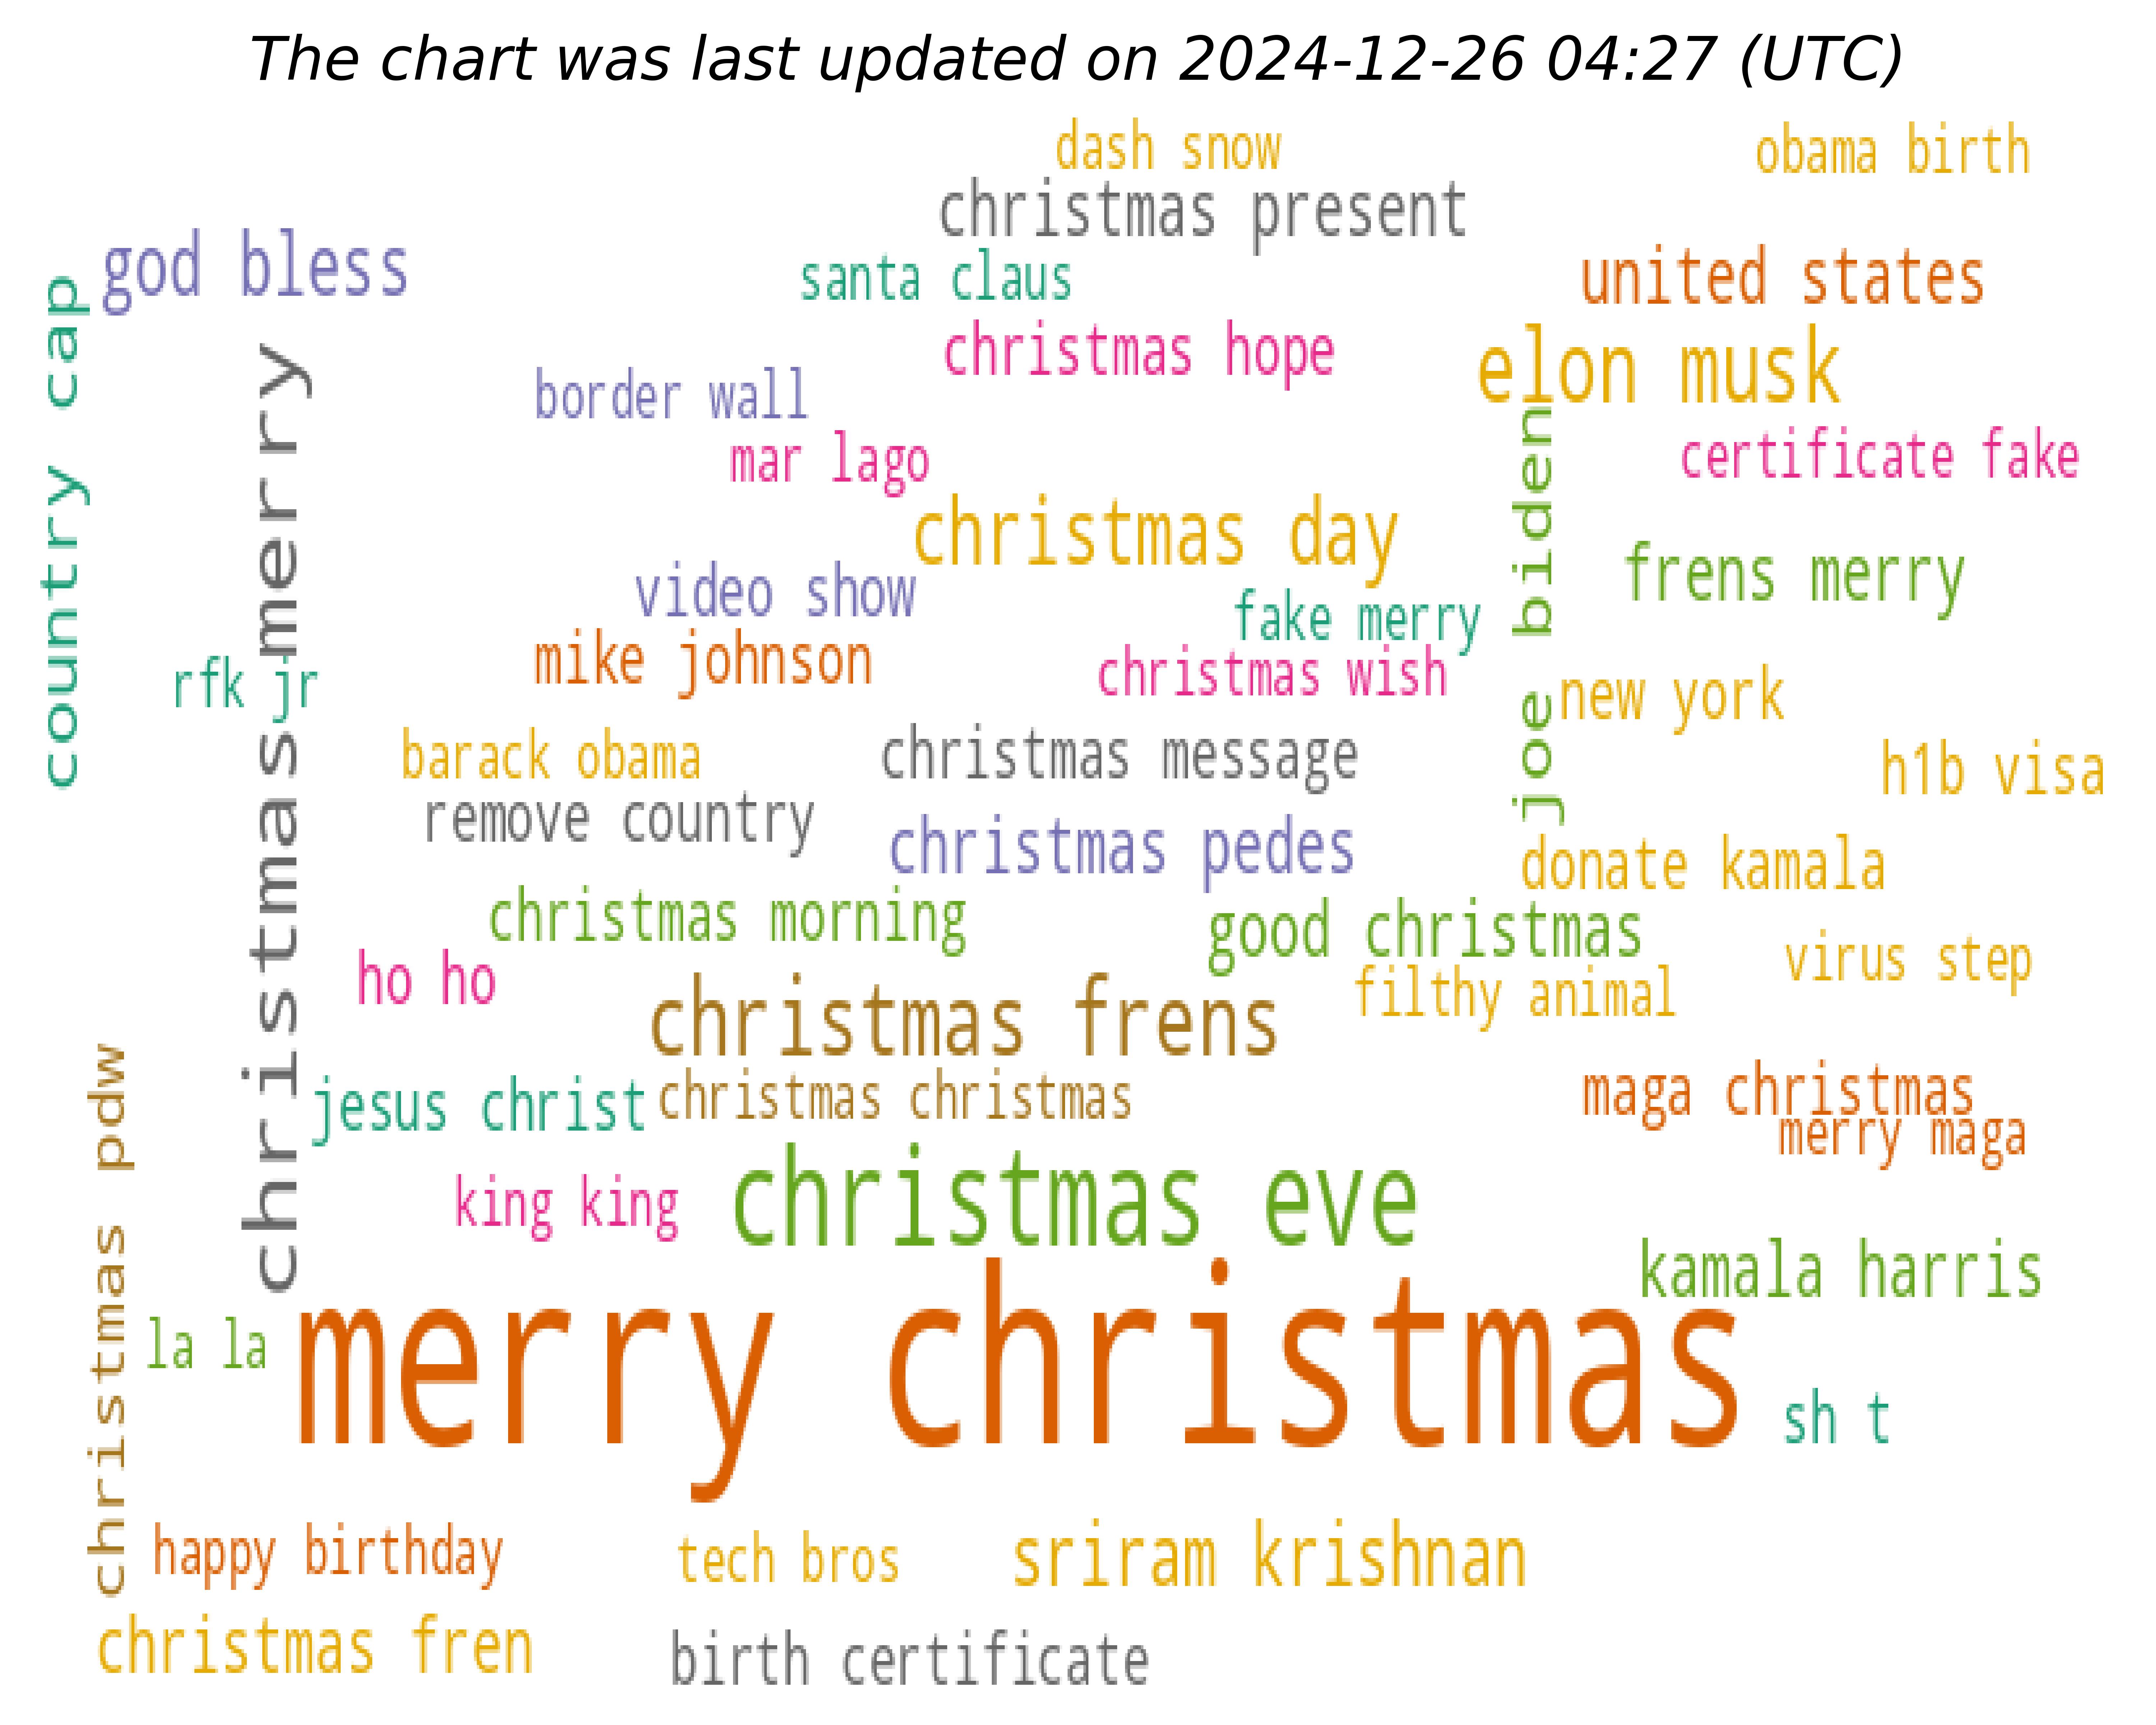 The chart was last updated on 2024-12-26 04:27 (UTC)
dash snow
obama birth
christmas present
god bless
santa claus
united states
country cap
christmas merry
christmas hope
elon musk
border wall
mar lago
joe biden
certificate fake
christmas day
frens merry
video show
fake merry
mike johnson
christmas wish
rfk jr
new york
barack obama
christmas message
h1b visa
remove country
christmas pedes
donate kamala
christmas morning
good christmas
ho ho
virus step
filthy animal
christmas frens
christmas pdw
jesus christ
christmas christmas
maga christmas
merry maga
king king
christmas eve
kamala harris
la la
merry christmas
sh t
happy birthday
tech bros
sriram krishnan
christmas fren
birth certificate